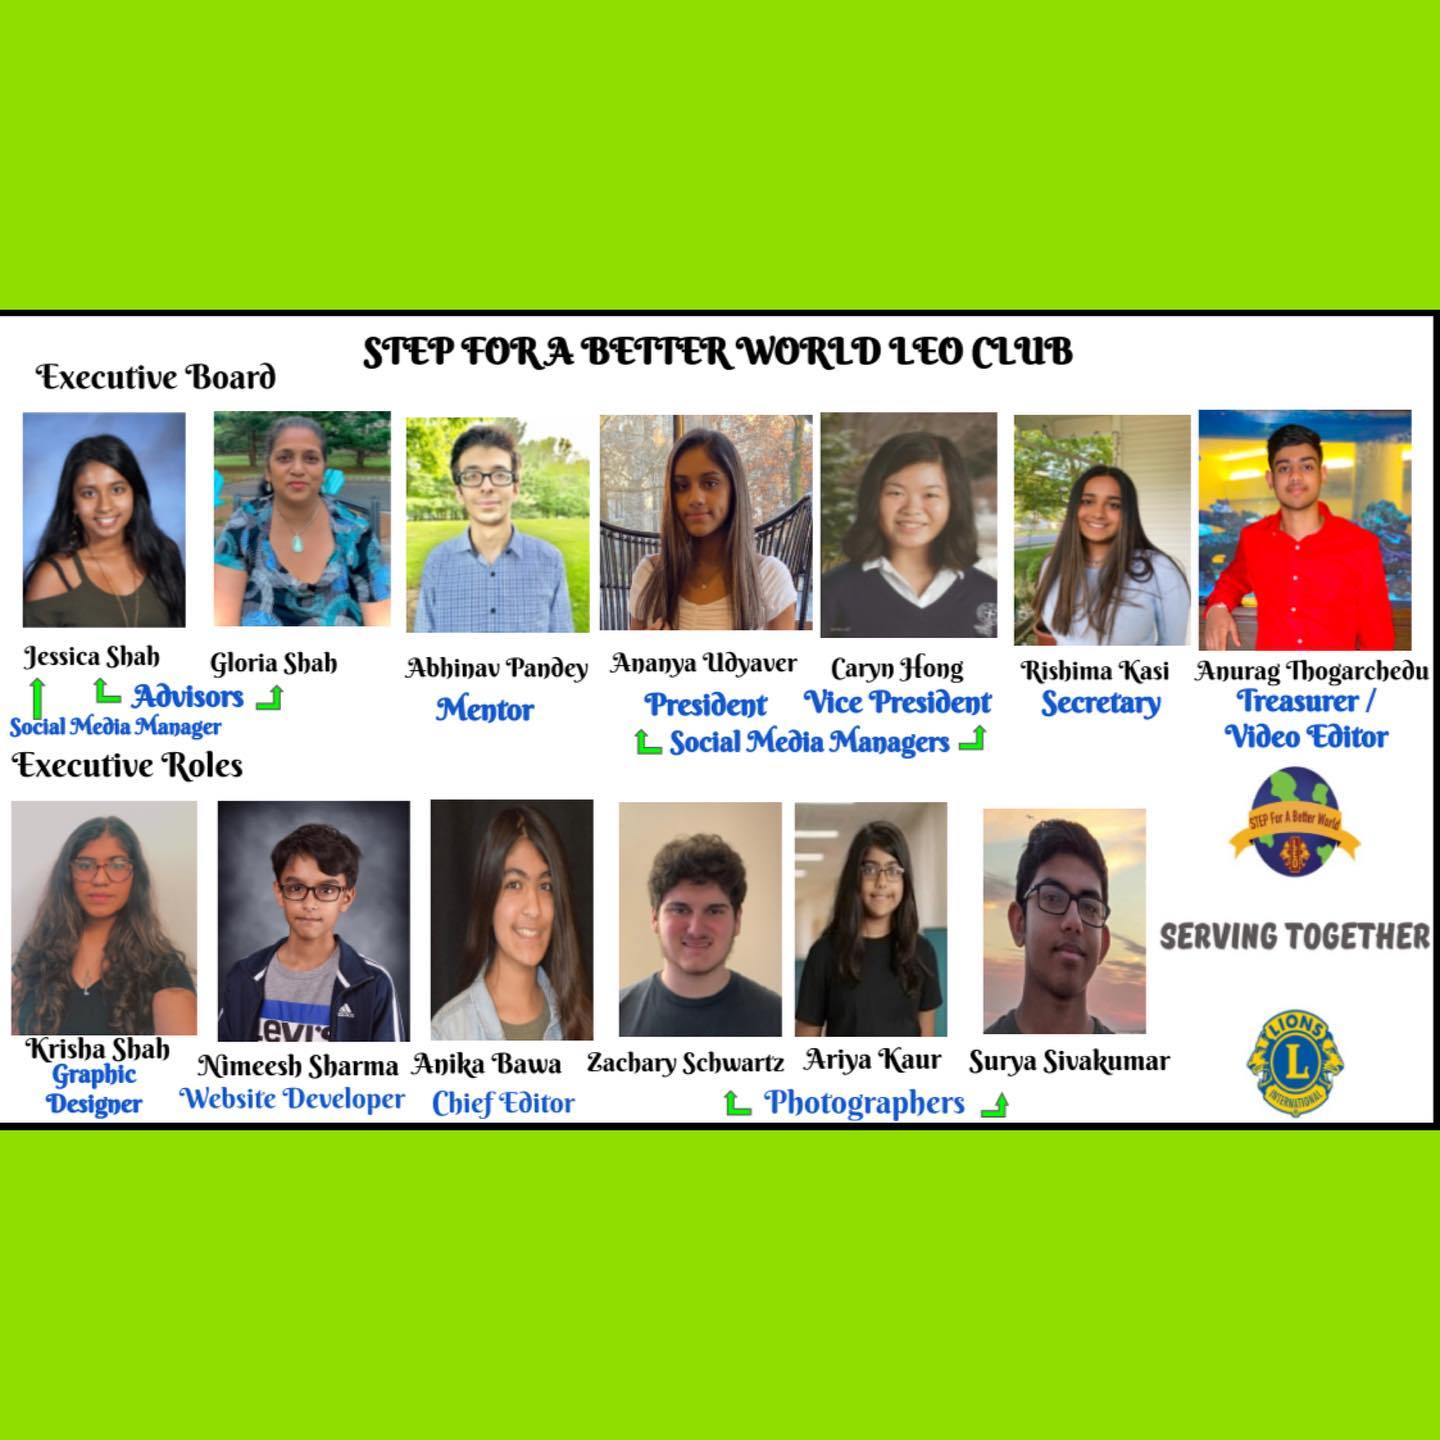 STEP FOR A BETTER WORLD LEO CLUB
Executive Board
Jessica Shah
Gloria Shah
Abhinav Pandey
Ananya Udyaver
Caryn Hong
Rishima Kasi
Anurag Thogarchedu
Advisors
Social Media Manager
Mentor
President
Vice President
Social Media Managers
Secretary
Treasurer /
Video Editor
Executive Roles
STEP For A Better World
LEO
SERVING TOGETHER
Levi's
adidas
Krisha Shah
Graphic
Designer
Nimeesh Sharma
Website Developer
Anika Bawa
Chief Editor
Zachary Schwartz
Ariya Kaur
Surya Sivakumar
Photographers
LIONS
L
INTERNATIONAL